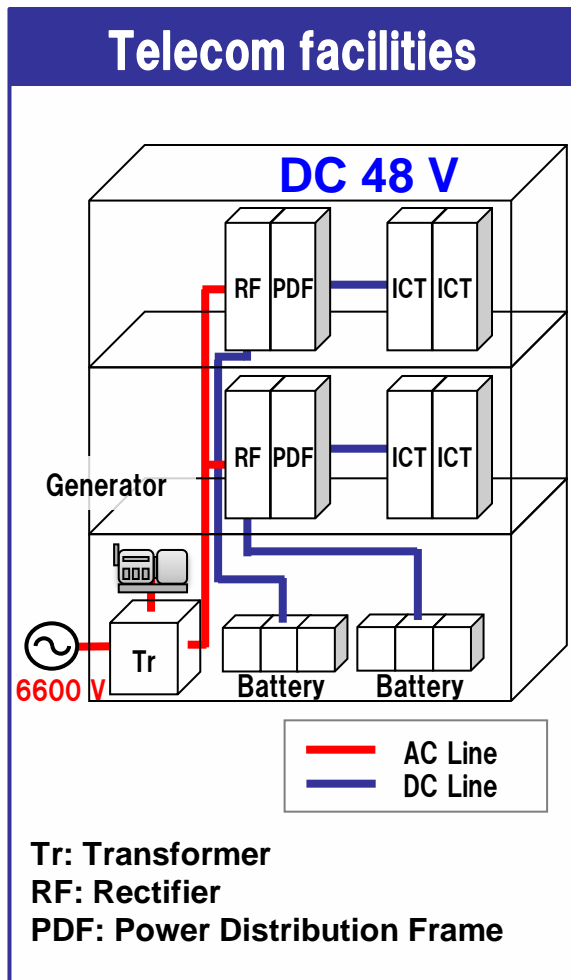 Telecom facilities
DC 48 V
RF PDF ICT ICT
RF PDF ICT ICT
Generator
Tr
6600 V
Battery Battery
AC Line
DC Line
Tr: Transformer
RF: Rectifier
PDF: Power Distribution Frame